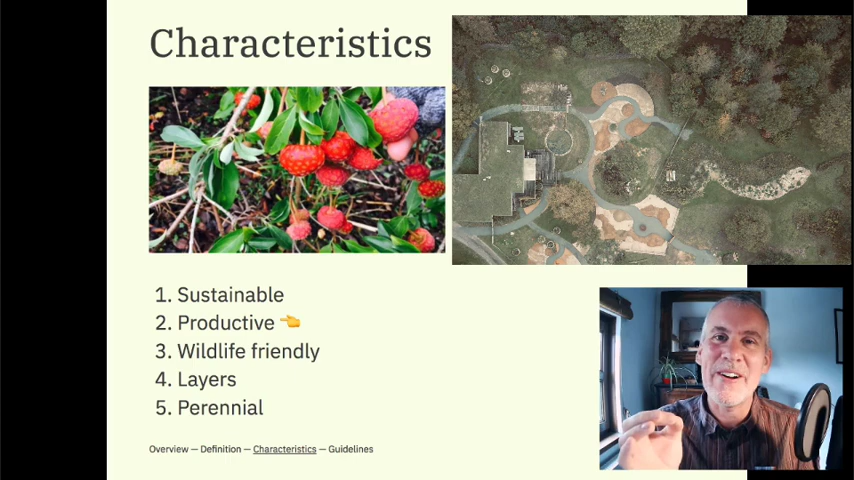 Characteristics
1. Sustainable
2. Productive 👈
3. Wildlife friendly
4. Layers
5. Perennial
Overview — Definition — Characteristics — Guidelines